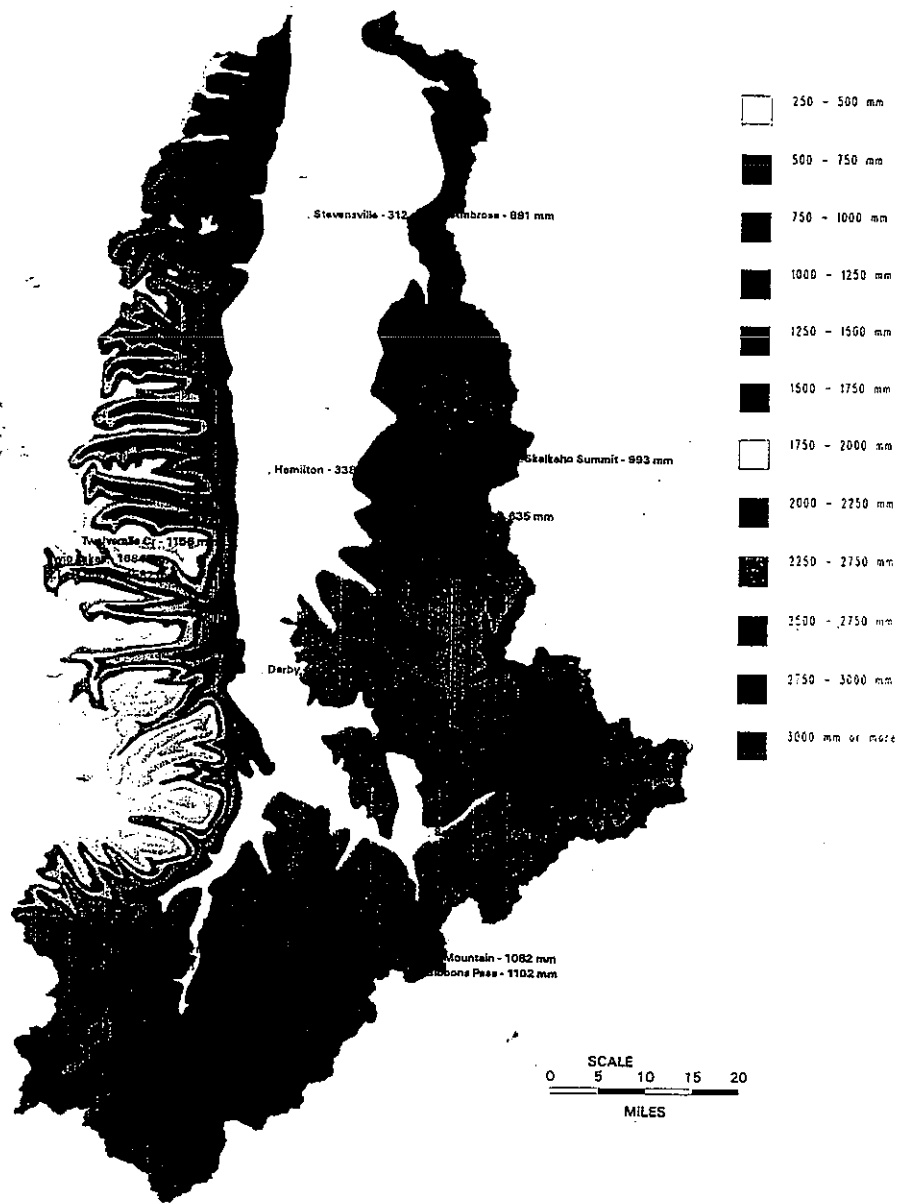 250 - 500 mm
500 - 750 mm
750 - 1000 mm
1000 - 1250 mm
1250 - 1500 mm
1500 - 1750 mm
1750 - 2000 mm
2000 - 2250 mm
2250 - 2750 mm
2500 - 2750 mm
2750 - 3000 mm
3000 mm or more
Stevensville - 312
- 891 mm
Hamilton - 338
Skalkaho Summit - 993 mm
635 mm
Twelvemile Cr - 1156 m
Darby
Mountain - 1082 mm
Gibbons Pass - 1102 mm
SCALE
0 5 10 15 20
MILES